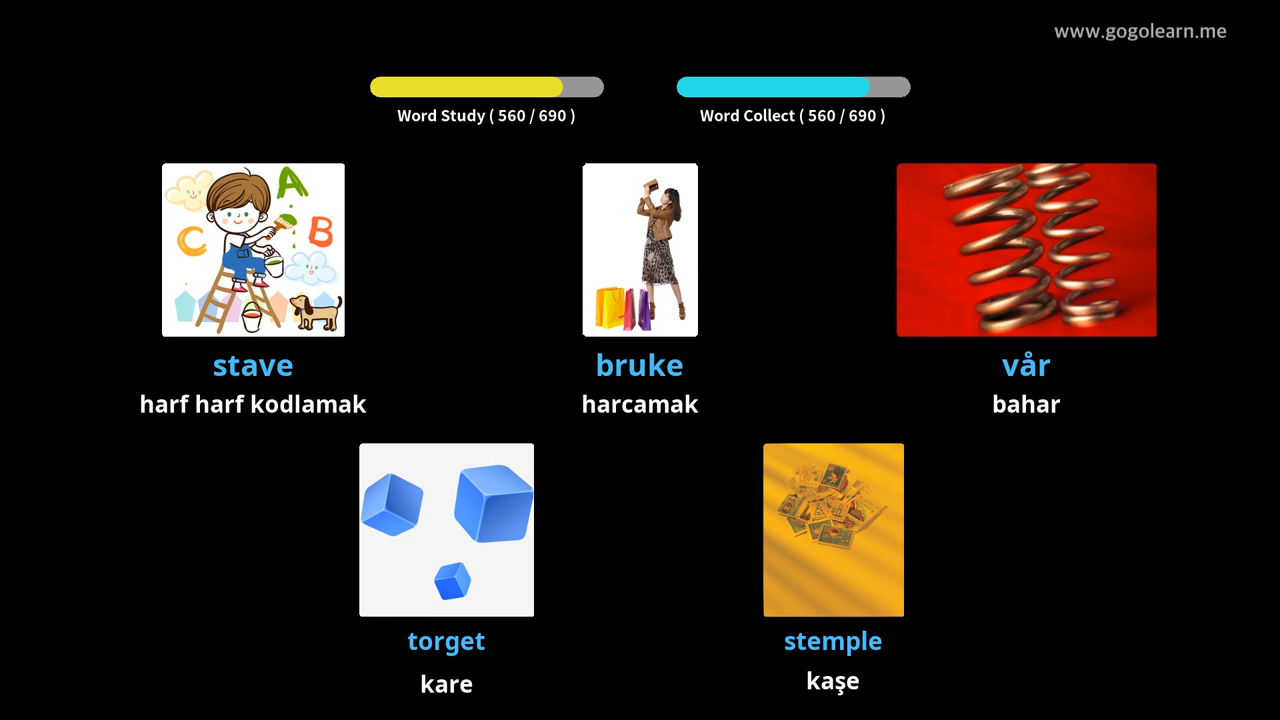 www.gogolearn.me
Word Study ( 560 / 690 )
Word Collect ( 560 / 690 )
A
B
C
stave
bruke
vår
harf harf kodlamak
harcamak
bahar
torget
stemple
kare
kaşe